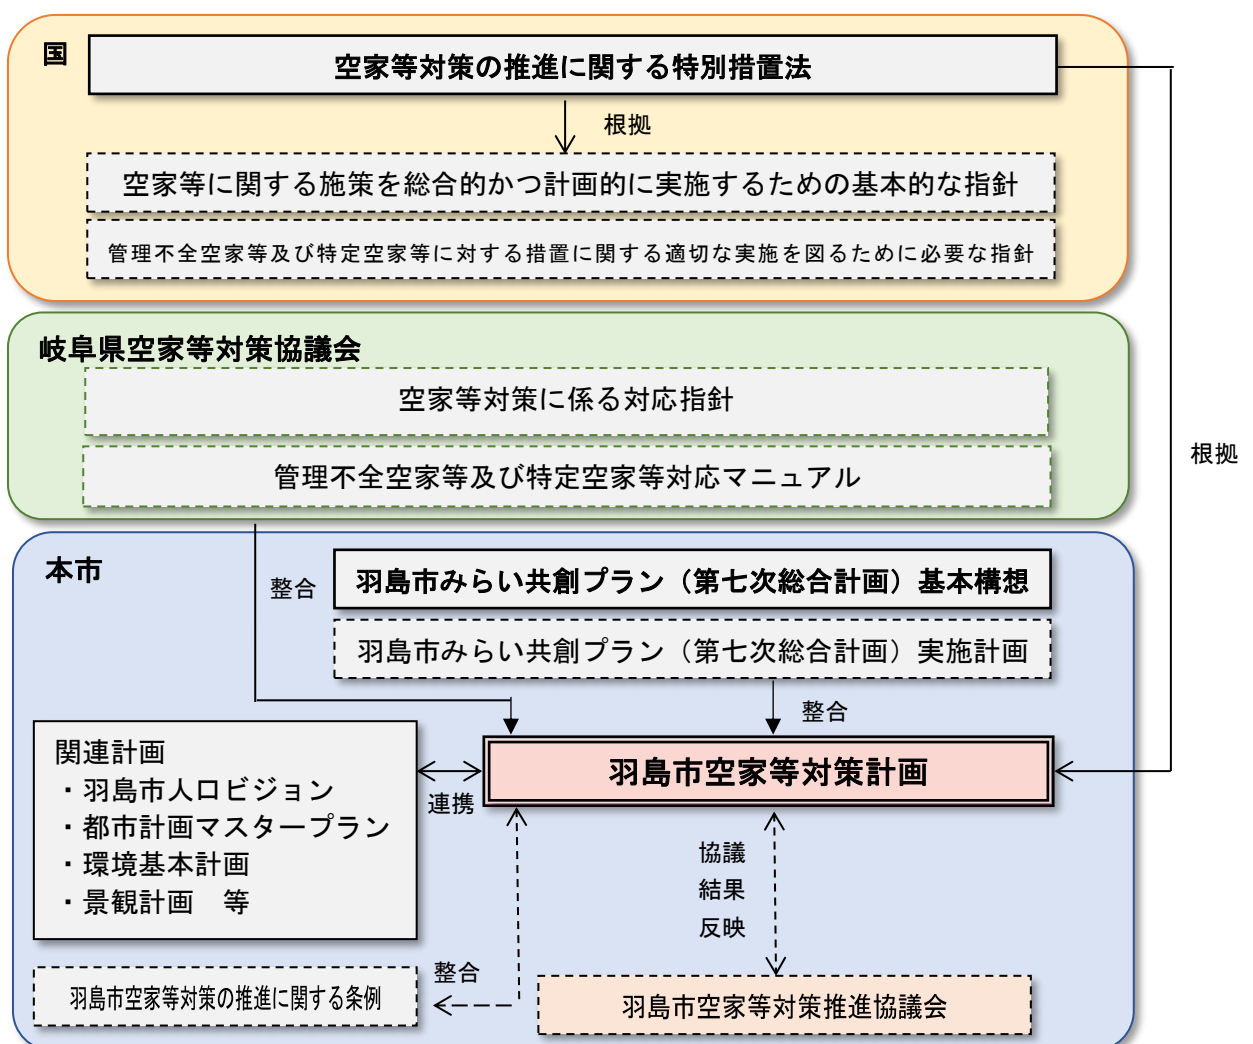 国
空家等対策の推進に関する特別措置法
根拠
空家等に関する施策を総合的かつ計画的に実施するための基本的な指針
管理不全空家等及び特定空家等に対する措置に関する適切な実施を図るために必要な指針
岐阜県空家等対策協議会
空家等対策に係る対応指針
管理不全空家等及び特定空家等対応マニュアル
根拠
本市
整合
羽島市みらい共創プラン（第七次総合計画）基本構想
羽島市みらい共創プラン（第七次総合計画）実施計画
整合
羽島市空家等対策計画
関連計画
・羽島市人口ビジョン
・都市計画マスタープラン
・環境基本計画
・景観計画　等
連携
協議
結果
反映
整合
羽島市空家等対策の推進に関する条例
羽島市空家等対策推進協議会